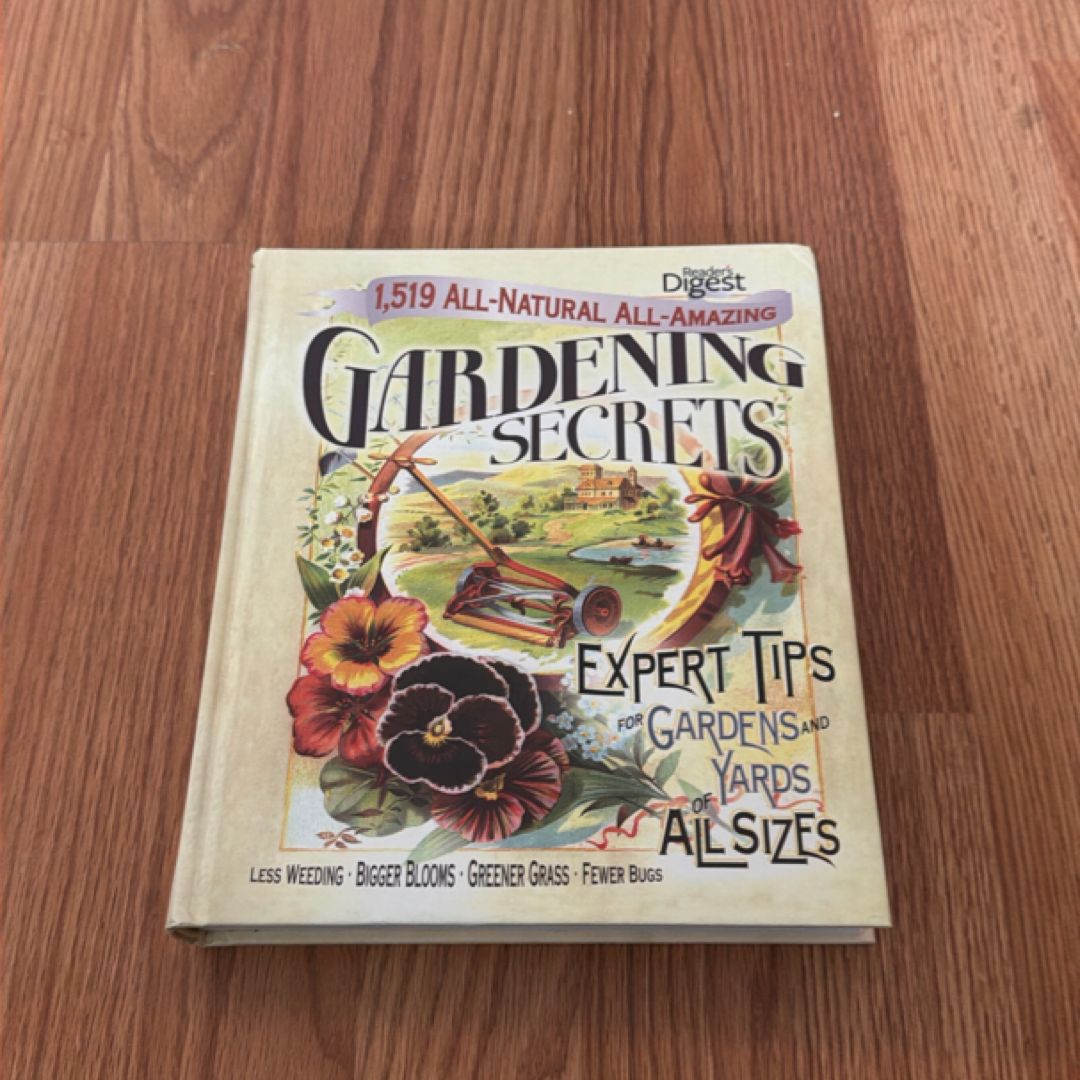 Reader's
Digest
1,519 ALL-NATURAL ALL-AMAZING
GARDENING
SECRETS
EXPERT TIPS
FOR GARDENS AND
YARDS
OF
ALL SIZES
LESS WEEDING · BIGGER BLOOMS · GREENER GRASS · FEWER BUGS